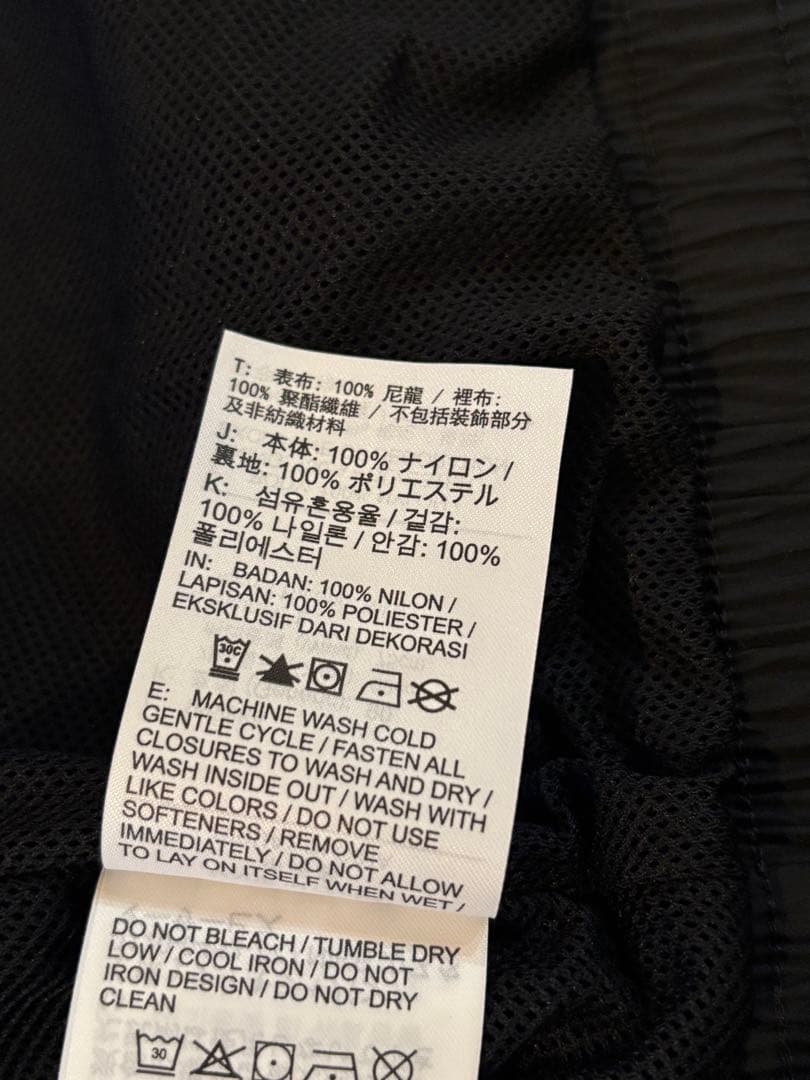 T: 表布: 100% 尼龍 / 裡布:
100% 聚酯纖維 / 不包括裝飾部分
及非紡織材料
J: 本体: 100% ナイロン /
裏地: 100% ポリエステル
K: 섬유혼용율 / 겉감:
100% 나일론 / 안감: 100%
폴리에스터
IN: BADAN: 100% NILON /
LAPISAN: 100% POLIESTER /
EKSKLUSIF DARI DEKORASI
30C
E: MACHINE WASH COLD
GENTLE CYCLE / FASTEN ALL
CLOSURES TO WASH AND DRY /
WASH INSIDE OUT / WASH WITH
LIKE COLORS / DO NOT USE
SOFTENERS / REMOVE
IMMEDIATELY / DO NOT ALLOW
TO LAY ON ITSELF WHEN WET /
DO NOT BLEACH / TUMBLE DRY
LOW / COOL IRON / DO NOT
IRON DESIGN / DO NOT DRY
CLEAN
30